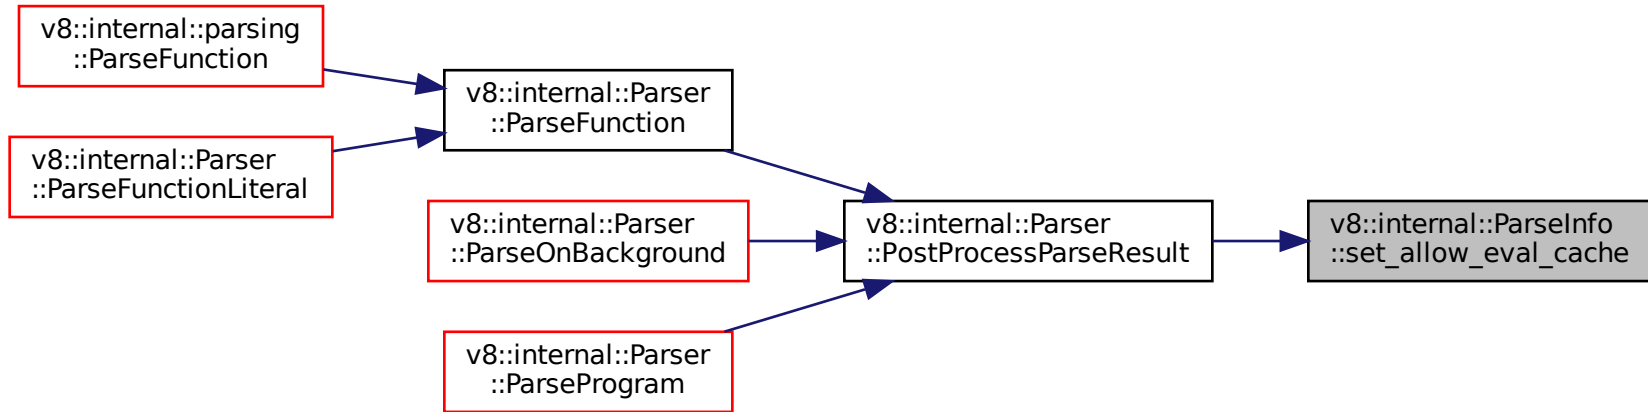 v8::internal::parsing
::ParseFunction
v8::internal::Parser
::ParseFunctionLiteral
v8::internal::Parser
::ParseFunction
v8::internal::Parser
::ParseOnBackground
v8::internal::Parser
::ParseProgram
v8::internal::Parser
::PostProcessParseResult
v8::internal::ParseInfo
::set_allow_eval_cache